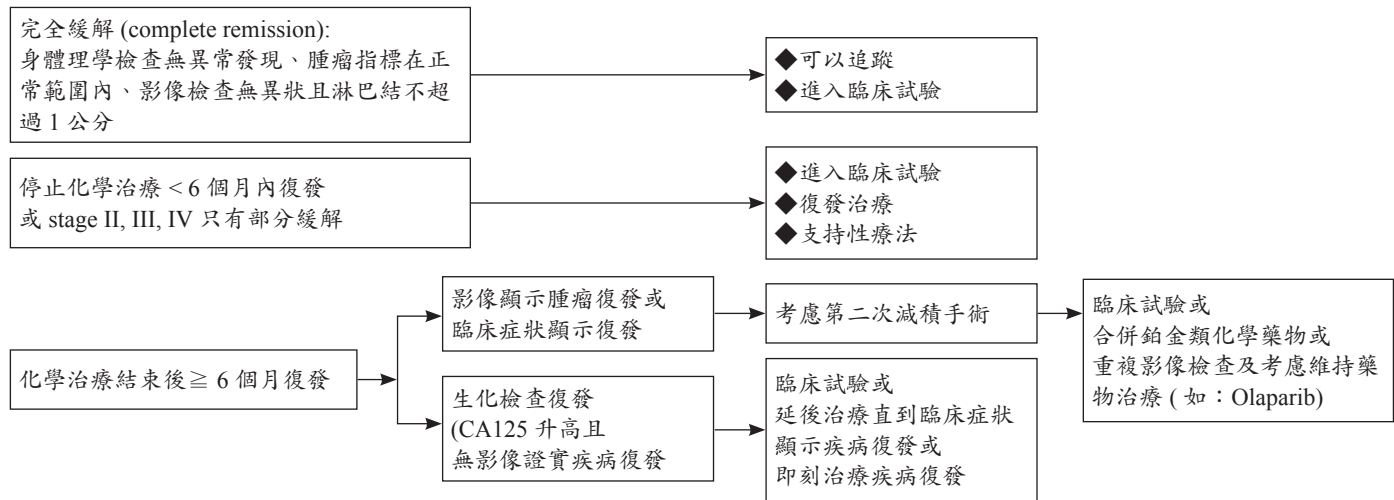 完全緩解 (complete remission):
身體理學檢查無異常發現、腫瘤指標在正
常範圍內、影像檢查無異狀且淋巴結不超
過 1 公分
◆可以追蹤
◆進入臨床試驗
停止化學治療 < 6 個月內復發
或 stage II, III, IV 只有部分緩解
◆進入臨床試驗
◆復發治療
◆支持性療法
化學治療結束後≧ 6 個月復發
影像顯示腫瘤復發或
臨床症狀顯示復發
考慮第二次減積手術
臨床試驗或
合併鉑金類化學藥物或
重複影像檢查及考慮維持藥
物治療 ( 如：Olaparib)
生化檢查復發
(CA125 升高且
無影像證實疾病復發
臨床試驗或
延後治療直到臨床症狀
顯示疾病復發或
即刻治療疾病復發